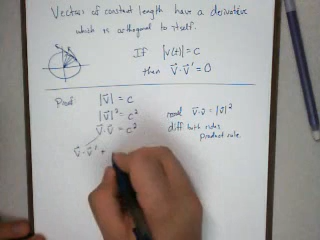 Vectors of constant length have a derivative
which is orthogonal to itself.
If |v⃗(t)| = c
then v⃗·v⃗' = 0
Proof:
|v⃗| = c
|v⃗|² = c²
recall v⃗·v⃗ = |v⃗|²
v⃗·v⃗ = c²
diff both sides
product rule.
v⃗·v⃗' +